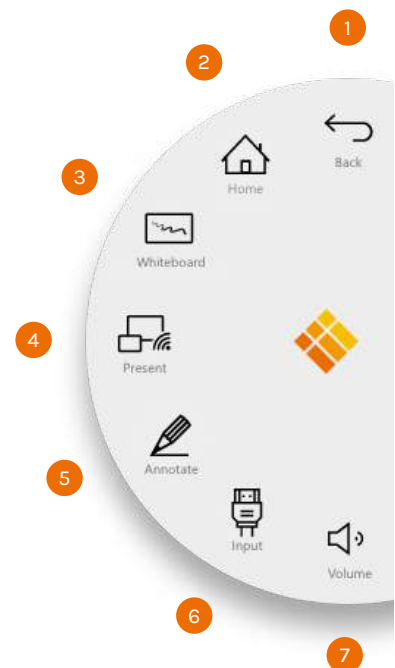 1
Back
2
Home
3
Whiteboard
4
Present
5
Annotate
6
Input
7
Volume